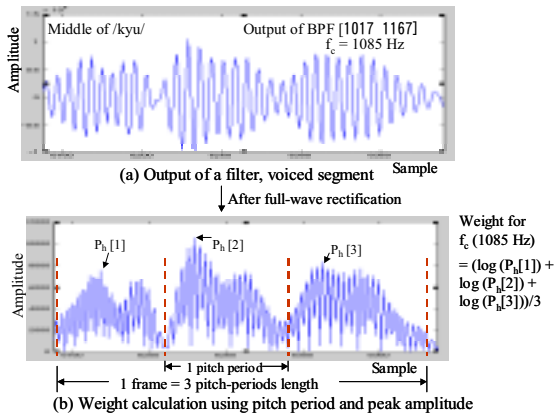 Middle of /kyu/
Output of BPF [1017 1167]
f_c = 1085 Hz
Amplitude
Sample
(a) Output of a filter, voiced segment
After full-wave rectification
P_h [1]
P_h [2]
P_h [3]
Weight for
f_c (1085 Hz)
= (log (P_h[1]) +
log (P_h[2]) +
log (P_h[3]))/3
Amplitude
1 pitch period
Sample
1 frame = 3 pitch-periods length
(b) Weight calculation using pitch period and peak amplitude